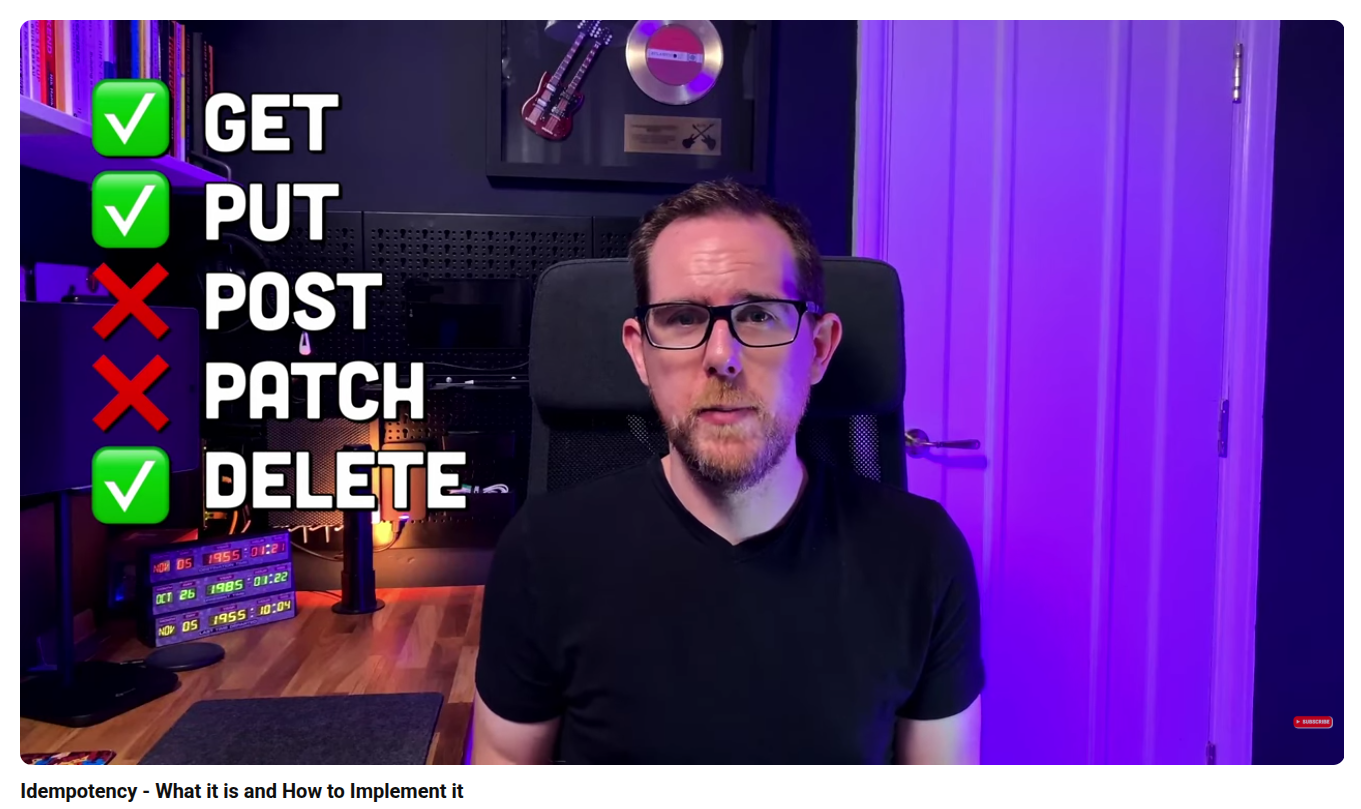 GET
PUT
POST
PATCH
DELETE
NOV 05 1955 01:21
OCT 26 1985 01:22
NOV 05 1955 10:04
SUBSCRIBE
Idempotency - What it is and How to Implement it